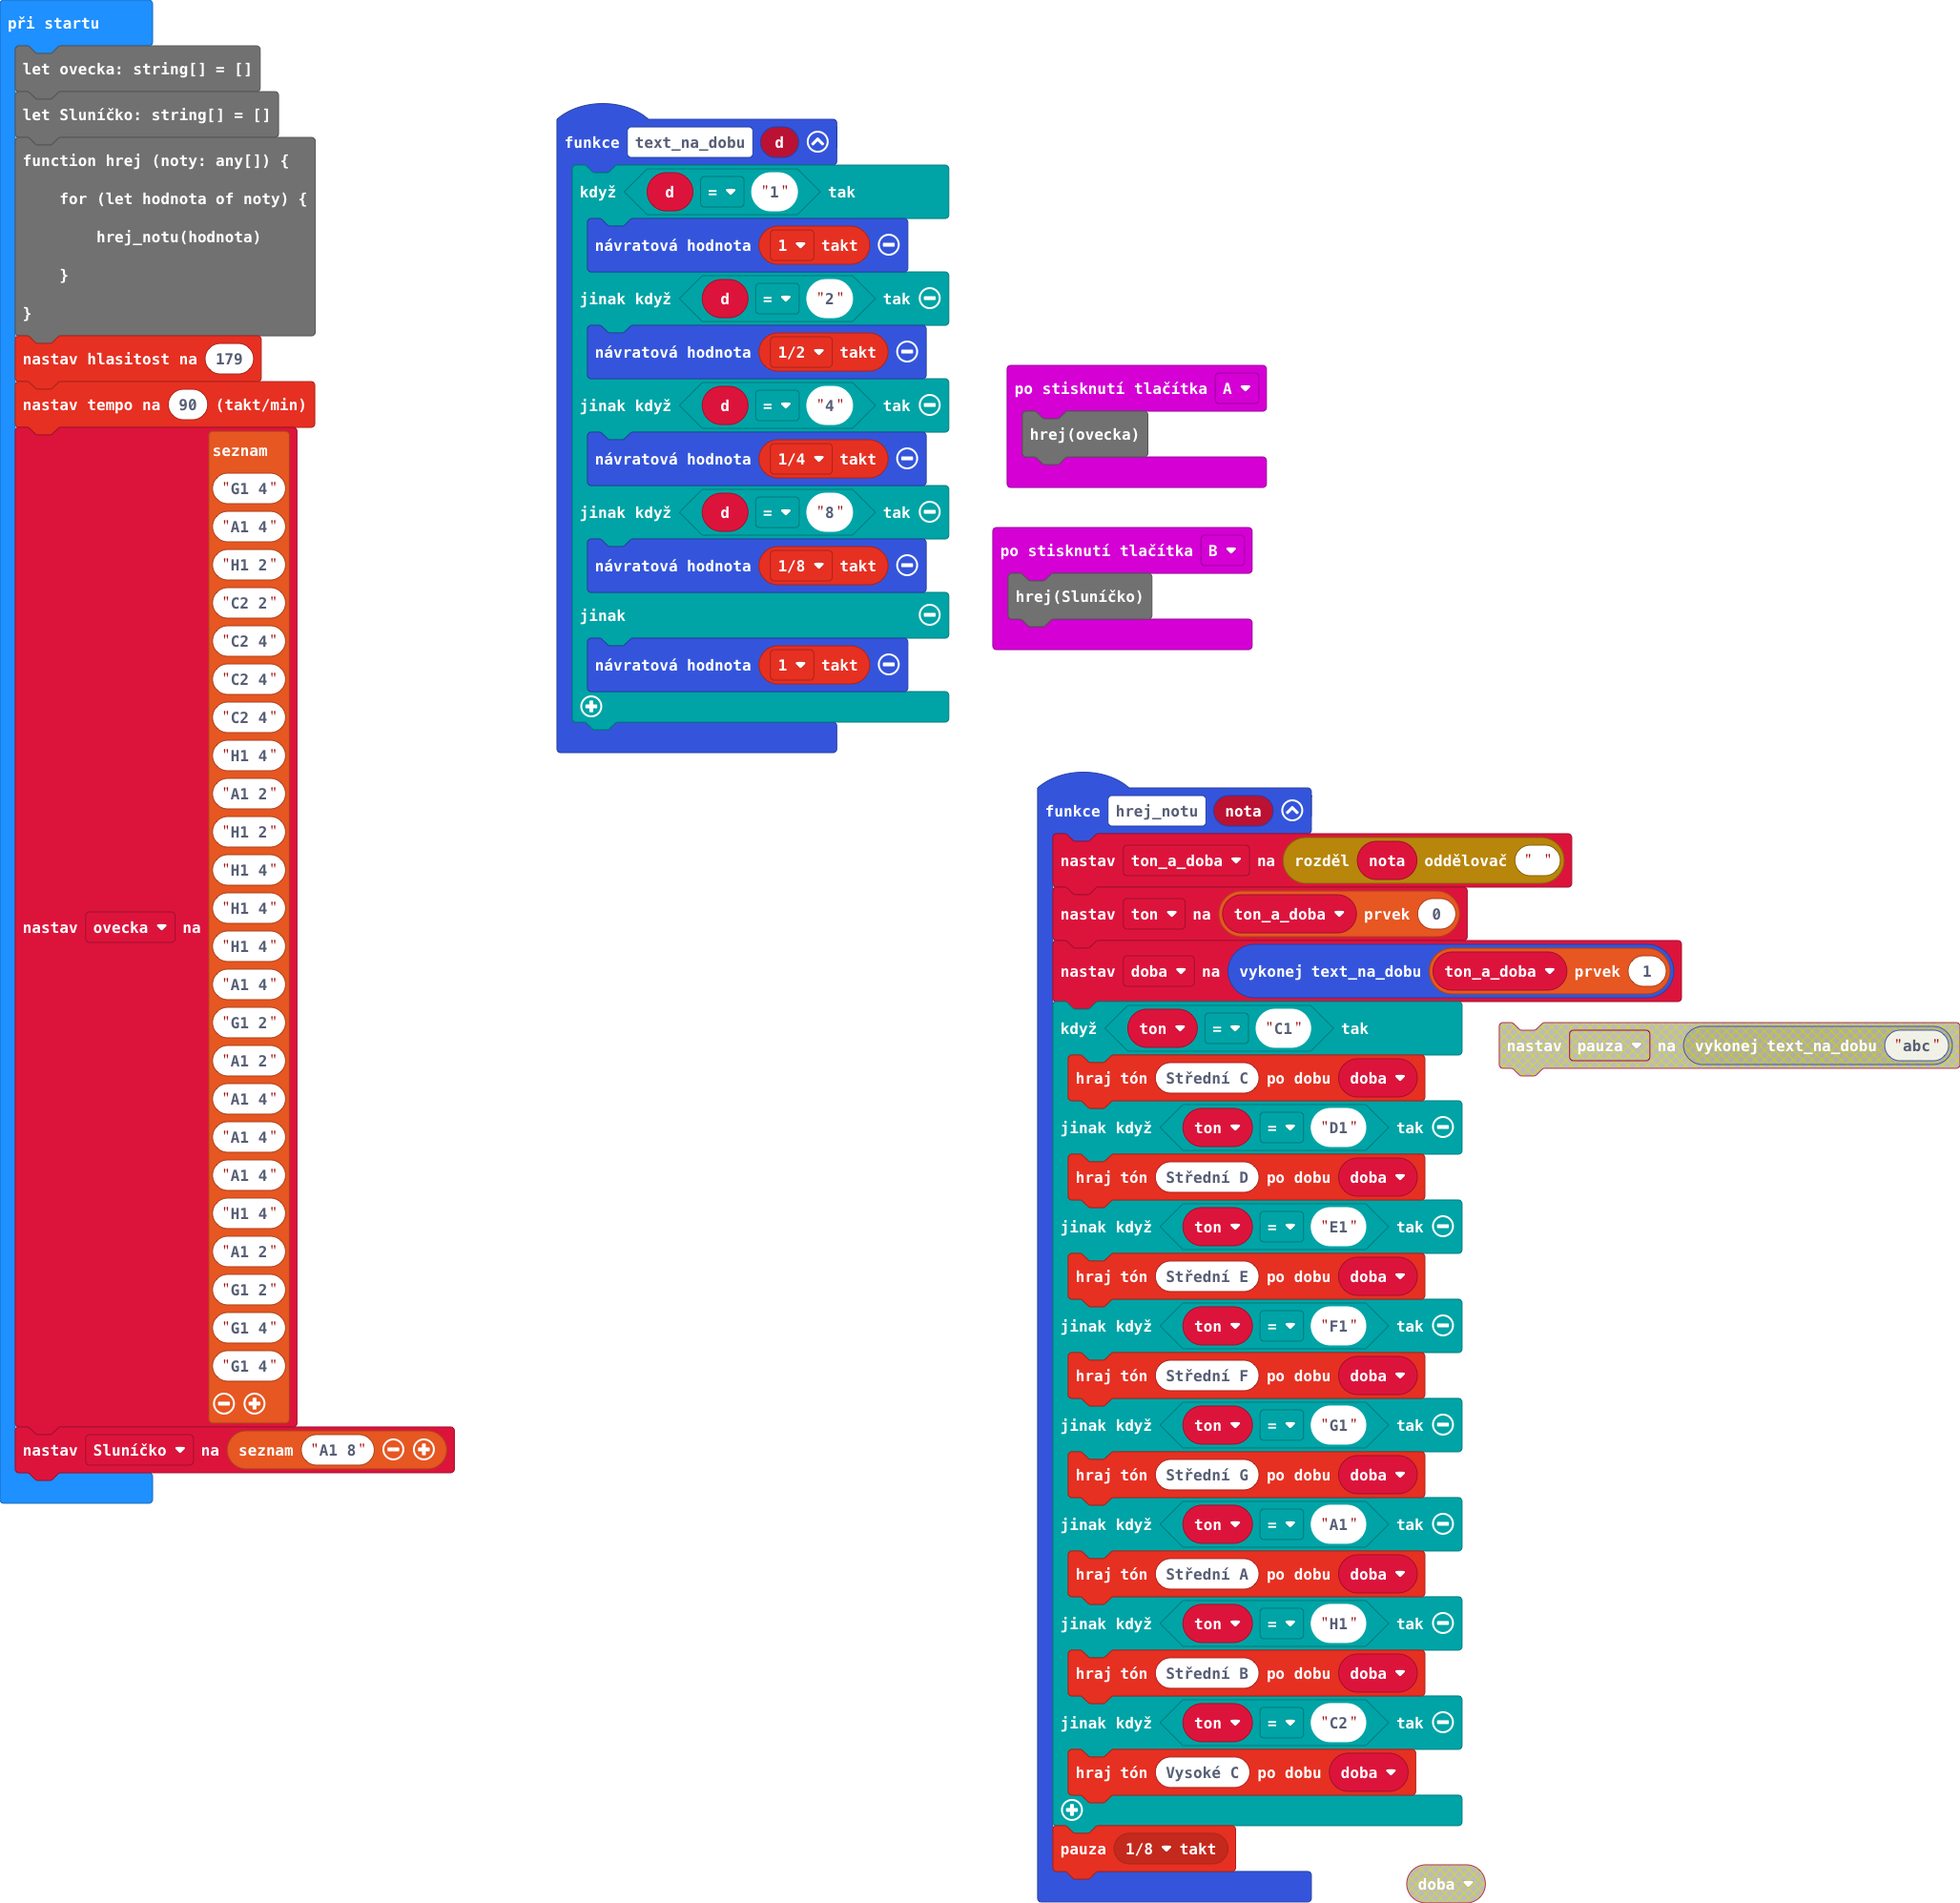 při startu
let ovecka: string[] = []
let Sluníčko: string[] = []
function hrej (noty: any[]) {
for (let hodnota of noty) {
hrej_notu(hodnota)
}
}
nastav hlasitost na 179
nastav tempo na 90 (takt/min)
nastav ovecka na
seznam
"G1 4"
"A1 4"
"H1 2"
"C2 2"
"C2 4"
"C2 4"
"C2 4"
"H1 4"
"A1 2"
"H1 2"
"H1 4"
"H1 4"
"H1 4"
"A1 4"
"G1 2"
"A1 2"
"A1 4"
"A1 4"
"A1 4"
"H1 4"
"A1 2"
"G1 2"
"G1 4"
"G1 4"
nastav Sluníčko na seznam "A1 8"
funkce text_na_dobu d
když d = "1" tak
návratová hodnota 1 takt
jinak když d = "2" tak
návratová hodnota 1/2 takt
jinak když d = "4" tak
návratová hodnota 1/4 takt
jinak když d = "8" tak
návratová hodnota 1/8 takt
jinak
návratová hodnota 1 takt
po stisknutí tlačítka A
hrej(ovecka)
po stisknutí tlačítka B
hrej(Sluníčko)
funkce hrej_notu nota
nastav ton_a_doba na rozděl nota oddělovač " "
nastav ton na ton_a_doba prvek 0
nastav doba na vykonej text_na_dobu ton_a_doba prvek 1
když ton = "C1" tak
hraj tón Střední C po dobu doba
jinak když ton = "D1" tak
hraj tón Střední D po dobu doba
jinak když ton = "E1" tak
hraj tón Střední E po dobu doba
jinak když ton = "F1" tak
hraj tón Střední F po dobu doba
jinak když ton = "G1" tak
hraj tón Střední G po dobu doba
jinak když ton = "A1" tak
hraj tón Střední A po dobu doba
jinak když ton = "H1" tak
hraj tón Střední B po dobu doba
jinak když ton = "C2" tak
hraj tón Vysoké C po dobu doba
pauza 1/8 takt
nastav pauza na vykonej text_na_dobu "abc"
doba